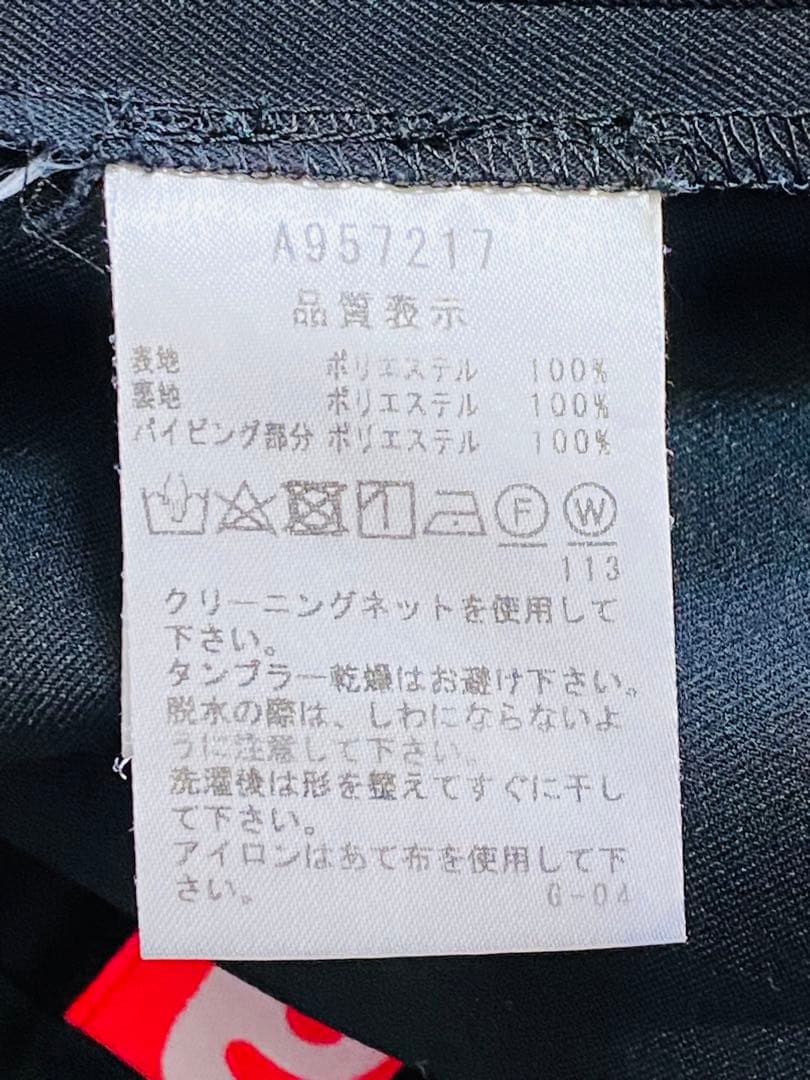 A957217
品質表示
表地 ポリエステル 100%
裏地 ポリエステル 100%
パイピング部分 ポリエステル 100%
F W
113
クリーニングネットを使用して
下さい。
タンブラー乾燥はお避け下さい。
脱水の際は、しわにならないよ
うに注意して下さい。
洗濯後は形を整えてすぐに干し
て下さい。
アイロンはあて布を使用して下
さい。 G-04